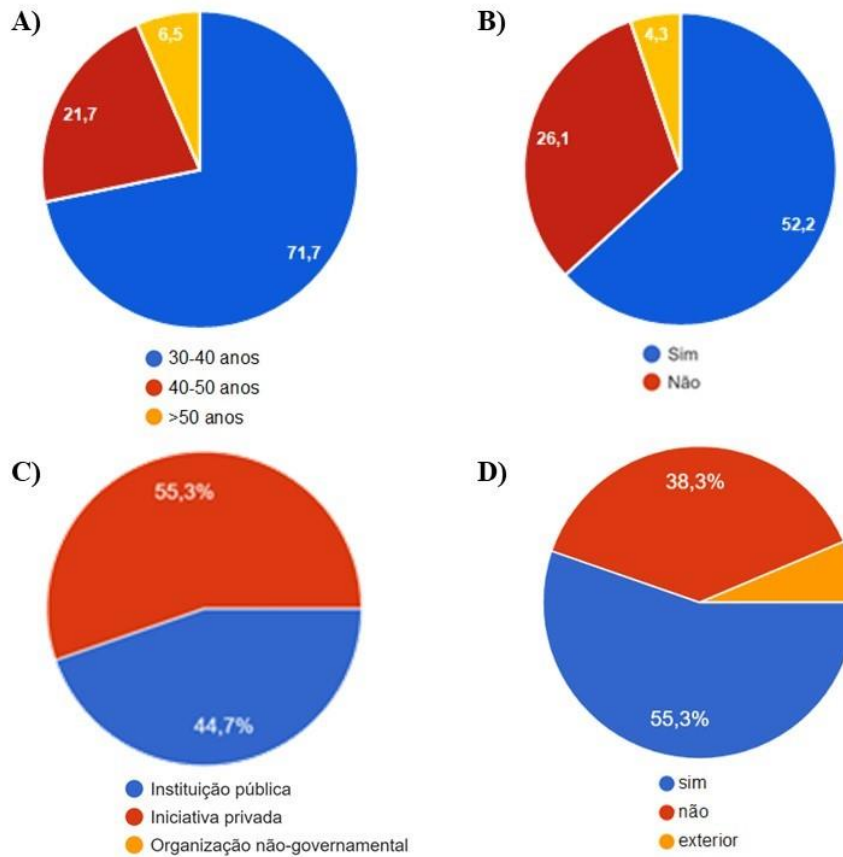 A)
6,5
21,7
71,7
30-40 anos
40-50 anos
>50 anos
B)
4,3
26,1
52,2
Sim
Não
C)
55,3%
44,7%
Instituição pública
Iniciativa privada
Organização não-governamental
D)
38,3%
55,3%
sim
não
exterior